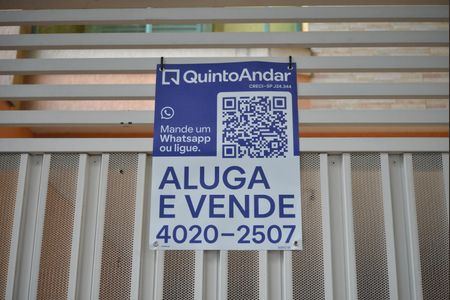 QuintoAndar
CRECI-SP J24.344
Mande um
Whatsapp
ou ligue.
ALUGA
E VENDE
4020-2507